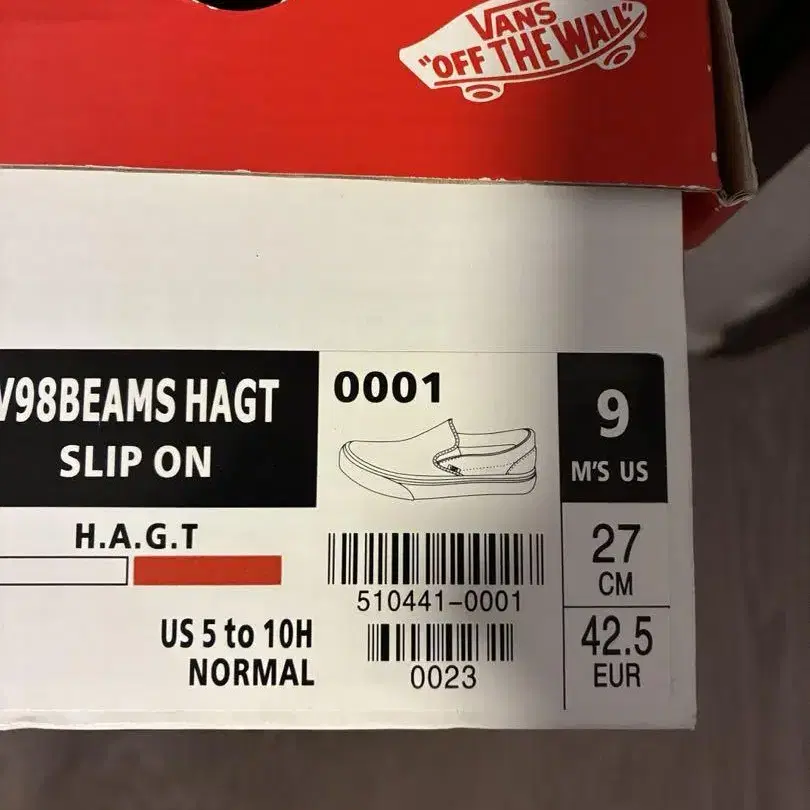 VANS
"OFF THE WALL"
V98BEAMS HAGT
SLIP ON
0001
9
M'S US
H.A.G.T
27
CM
510441-0001
US 5 to 10H
NORMAL
0023
42.5
EUR